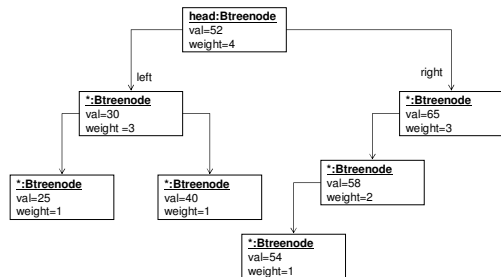 head:Btreenode
val=52
weight=4
left
right
*:Btreenode
val=30
weight =3
*:Btreenode
val=65
weight=3
*:Btreenode
val=25
weight=1
*:Btreenode
val=40
weight=1
*:Btreenode
val=58
weight=2
*:Btreenode
val=54
weight=1